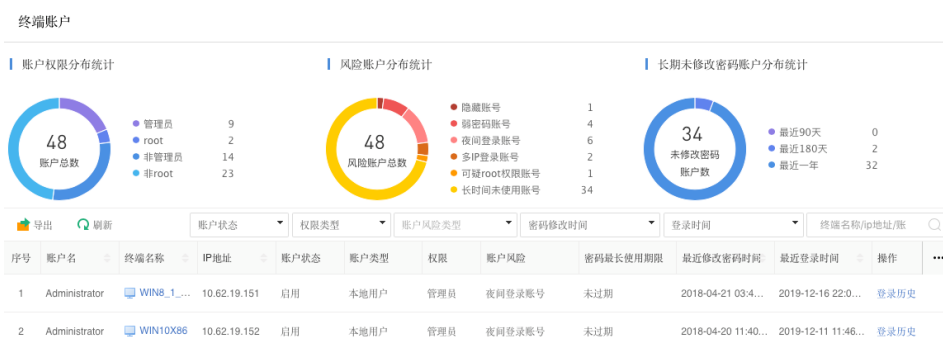 终端账户
账户权限分布统计
48
账户总数
管理员 9
root 2
非管理员 14
非root 23
风险账户分布统计
48
风险账户总数
隐藏账号 1
弱密码账号 4
夜间登录账号 6
多IP登录账号 2
可疑root权限账号 1
长时间未使用账号 34
长期未修改密码账户分布统计
34
未修改密码
账户数
最近90天 0
最近180天 2
最近一年 32
导出 刷新 账户状态 权限类型 账户风险类型 密码修改时间 登录时间 终端名称/ip地址/账
序号 账户名 终端名称 IP地址 账户状态 账户类型 权限 账户风险 密码最长使用期限 最近修改密码时间 最近登录时间 操作 •••
1 Administrator WIN8_1_... 10.62.19.151 启用 本地用户 管理员 夜间登录账号 未过期 2018-04-21 03:4... 2019-12-16 22:0... 登录历史
2 Administrator WIN10X86 10.62.19.152 启用 本地用户 管理员 夜间登录账号 未过期 2018-04-20 11:40... 2019-12-11 11:46... 登录历史